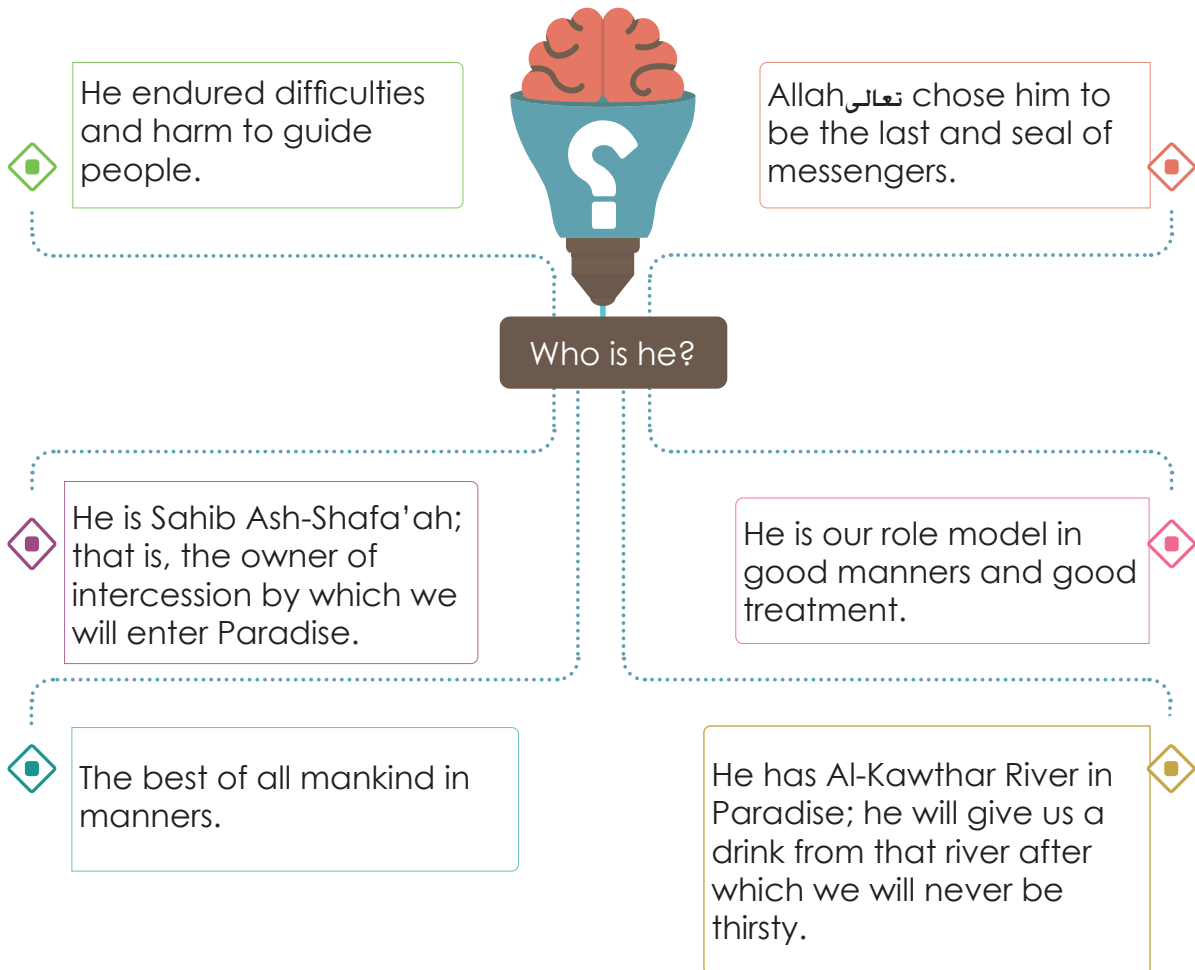 He endured difficulties
and harm to guide
people.
Allah تعالى chose him to
be the last and seal of
messengers.
Who is he?
He is Sahib Ash-Shafa’ah;
that is, the owner of
intercession by which we
will enter Paradise.
He is our role model in
good manners and good
treatment.
The best of all mankind in
manners.
He has Al-Kawthar River in
Paradise; he will give us a
drink from that river after
which we will never be
thirsty.